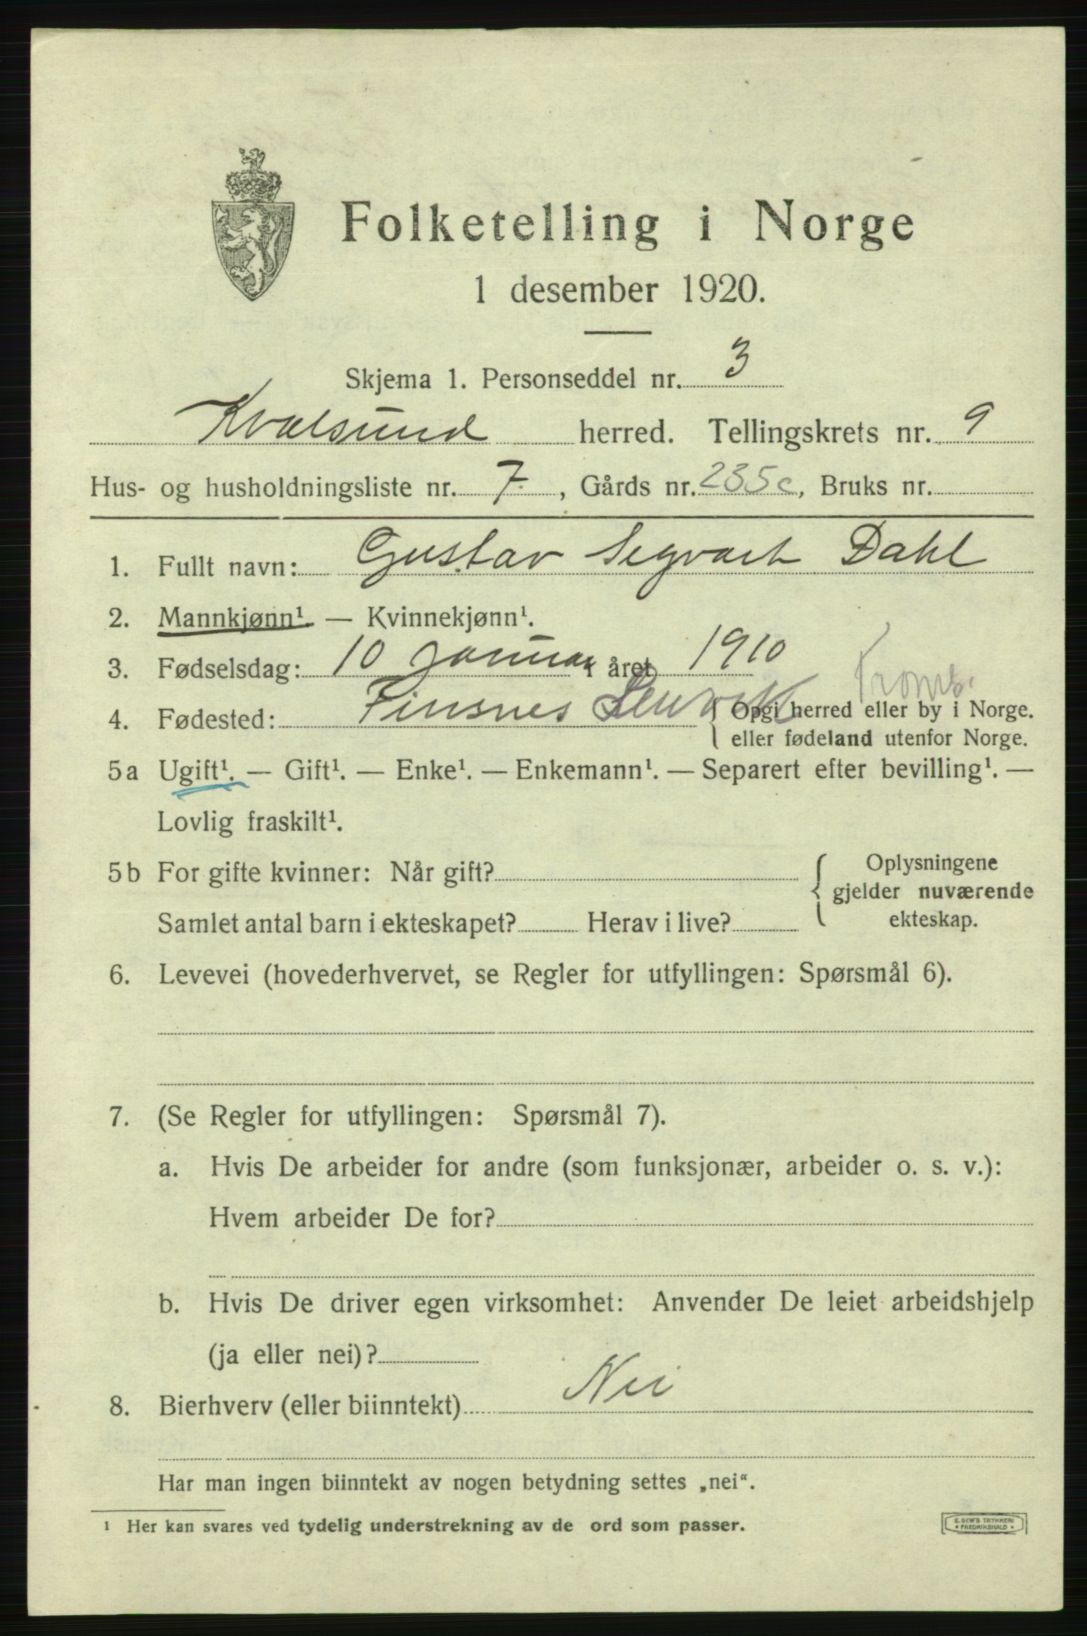 Folketelling i Norge
1 desember 1920.
Skjema 1. Personseddel nr. 3
Kvalsund herred. Tellingskrets nr. 9
Hus- og husholdningsliste nr. 7, Gårds nr. 235c, Bruks nr.
1. Fullt navn: Gustav Segvart Dahl
2. Mannkjønn¹. — Kvinnekjønn¹.
3. Fødselsdag: 10 Januar i året 1910
Troms
4. Fødested: Finsnes Lenvik { Opgi herred eller by i Norge.
eller fødeland utenfor Norge.
5a Ugift¹. — Gift¹. — Enke¹. — Enkemann¹. — Separert efter bevilling¹. —
Lovlig fraskilt¹.
5b For gifte kvinner: Når gift? { Oplysningene
gjelder nuværende
ekteskap.
Samlet antal barn i ekteskapet? Herav i live?
6. Levevei (hovederhvervet, se Regler for utfyllingen: Spørsmål 6).
7. (Se Regler for utfyllingen: Spørsmål 7).
a. Hvis De arbeider for andre (som funksjonær, arbeider o. s. v.):
Hvem arbeider De for?
b. Hvis De driver egen virksomhet: Anvender De leiet arbeidshjelp
(ja eller nei)?
8. Bierhverv (eller biinntekt) Nei
Har man ingen biinntekt av nogen betydning settes „nei“.
¹ Her kan svares ved tydelig understrekning av de ord som passer.